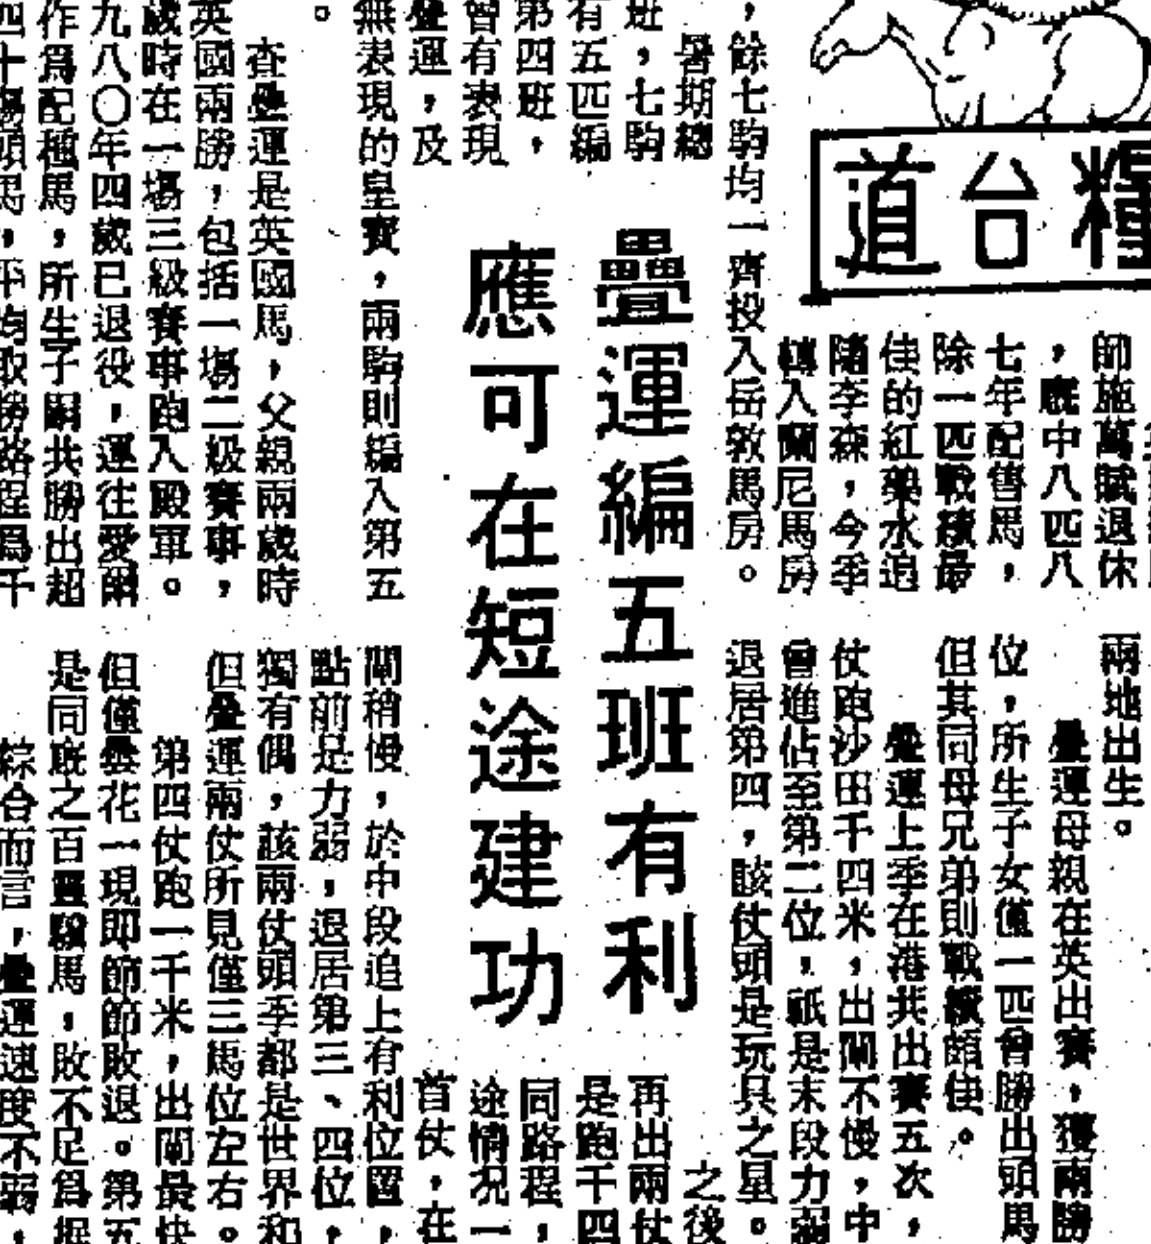 糧台道
疊運編五班有利
應可在短途建功
師施萬賦退休
，廐中八匹八
七年配售馬，
除一匹戰績最
佳的紅藥水追
隨李森，今季
轉入蘭尼馬房
，餘七駒均一齊投入岳敦馬房。
暑期總
班，七駒
有五匹編
第四班，
曾有表現
疊運，及
無表現的皇賓，兩駒則編入第五
。
查疊運是英國馬，父親兩歲時
英國兩勝，包括一場二級賽事，
歲時在一場三級賽事跑入殿軍。
九八〇年四歲已退役，運往愛爾
作爲配種馬，所生子嗣共勝出超
四十場頭馬，平均取勝路程爲千
兩地出生。
疊運母親在英出賽，獲兩勝
位，所生子女僅一匹曾勝出頭馬
但其同母兄弟則戰績頗佳。
疊運上季在港共出賽五次，
仗跑沙田千四米，出閘不慢，中
曾進佔至第二位，祇是末段力弱
退居第四，該仗頭是玩具之星。
之後
再出兩仗
是跑千四
同路程，
途情况一
首仗，在
閘稍慢，於中段追上有利位置，
點前是力弱，退居第三、四位，
獨有偶，該兩仗頭季都是世界和
但疊運兩仗所見僅三馬位左右。
第四仗跑一千米，出閘最快
但僅曇花一現即節節敗退。第五
是同廐之百靈駿馬，敗不足爲据
綜合而言，疊運速度不弱，